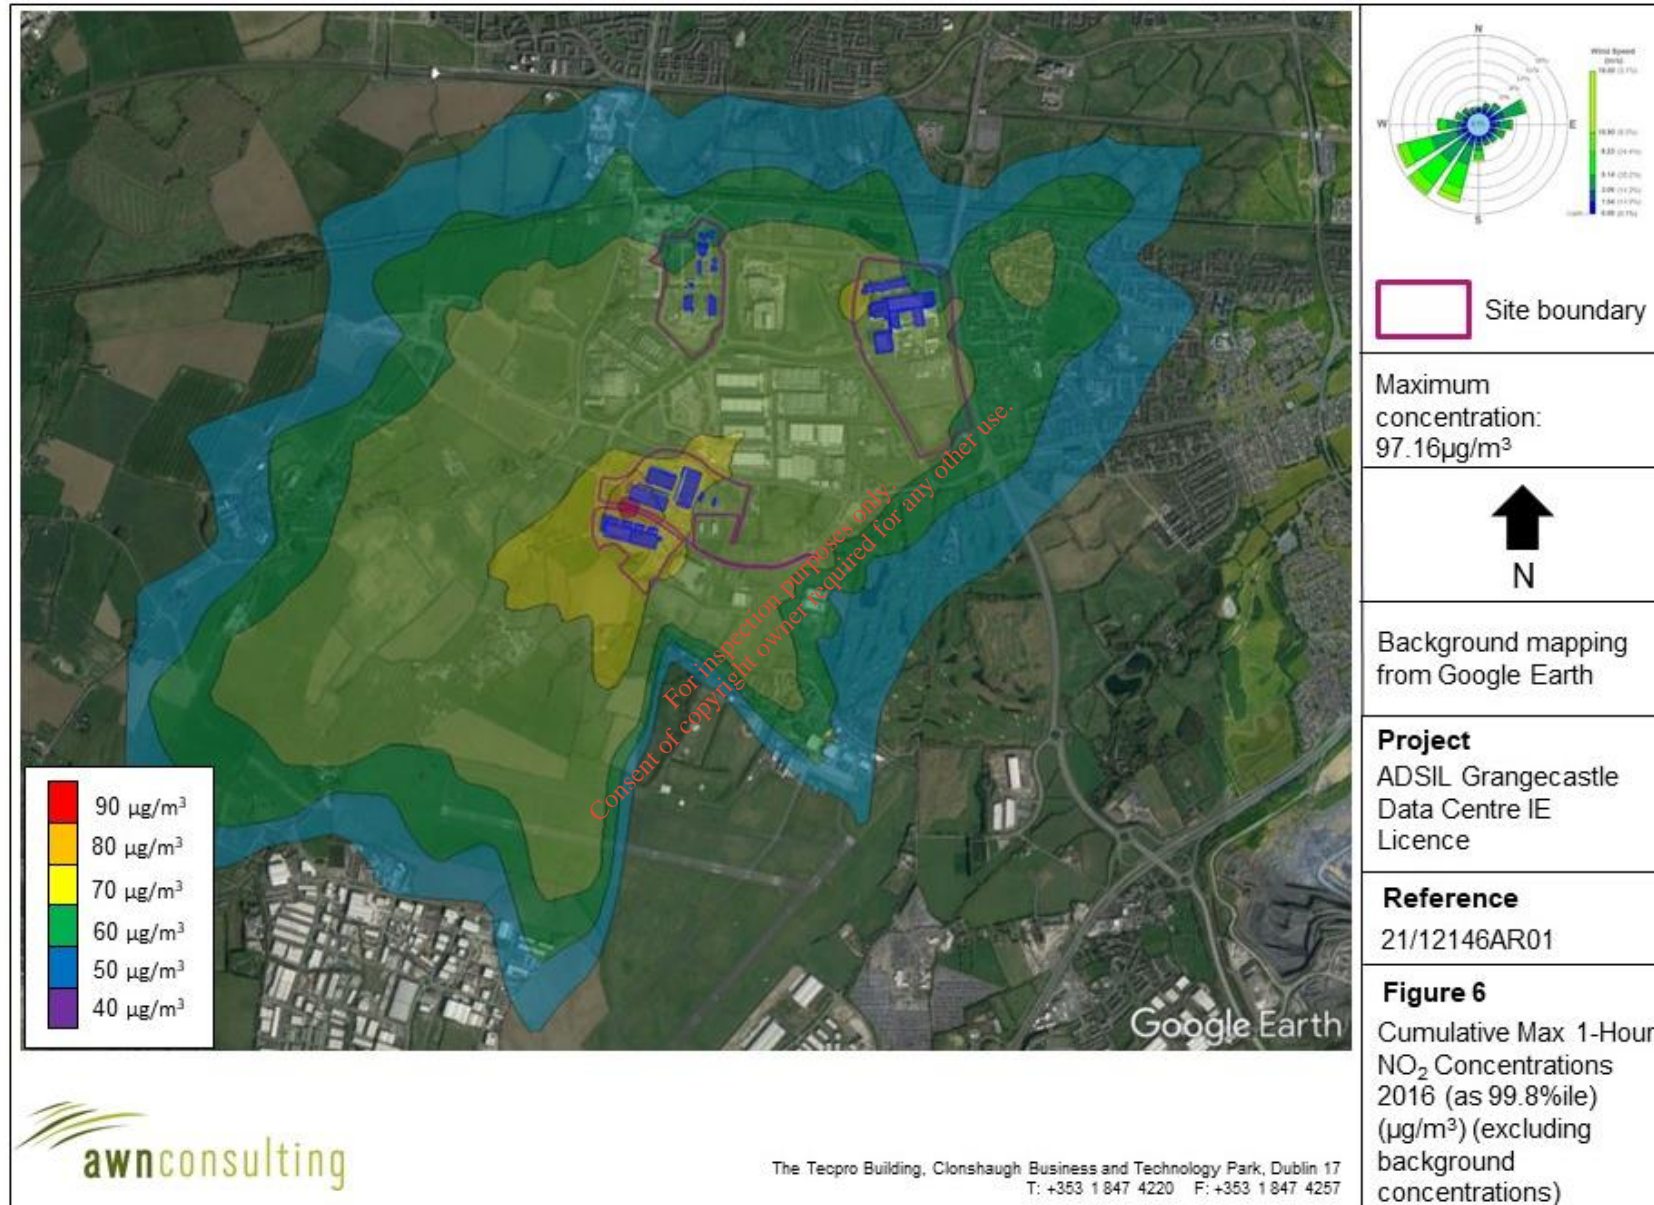 N
W
E
S
Wind Speed
Site boundary
Maximum
concentration:
97.16µg/m³
N
Background mapping
from Google Earth
Project
ADSIL Grangecastle
Data Centre IE
Licence
Reference
21/12146AR01
Figure 6
Cumulative Max 1-Hour
NO₂ Concentrations
2016 (as 99.8%ile)
(µg/m³) (excluding
background
concentrations)
For inspection purposes only.
Consent of copyright owner required for any other use.
90 µg/m³
80 µg/m³
70 µg/m³
60 µg/m³
50 µg/m³
40 µg/m³
Google Earth
awnconsulting
The Tecpro Building, Clonshaugh Business and Technology Park, Dublin 17
T: +353 1 847 4220 F: +353 1 847 4257